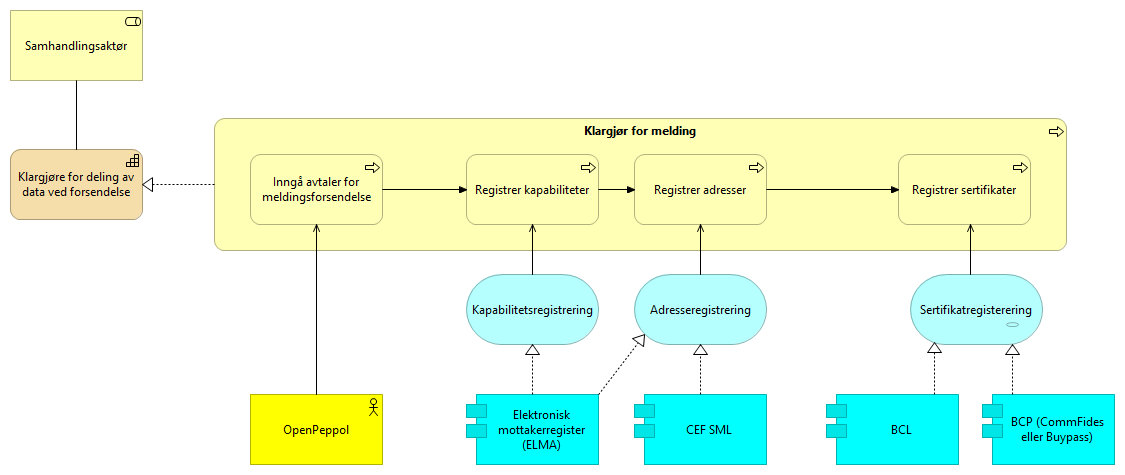 Samhandlingsaktør
Klargjøre for deling av
data ved forsendelse
Klargjør for melding
Inngå avtaler for
meldingsforsendelse
Registrer kapabiliteter
Registrer adresser
Registrer sertifikater
Kapabilitetsregistrering
Adresseregistrering
Sertifikatregisterering
OpenPeppol
Elektronisk
mottakerregister
(ELMA)
CEF SML
BCL
BCP (CommFides
eller Buypass)